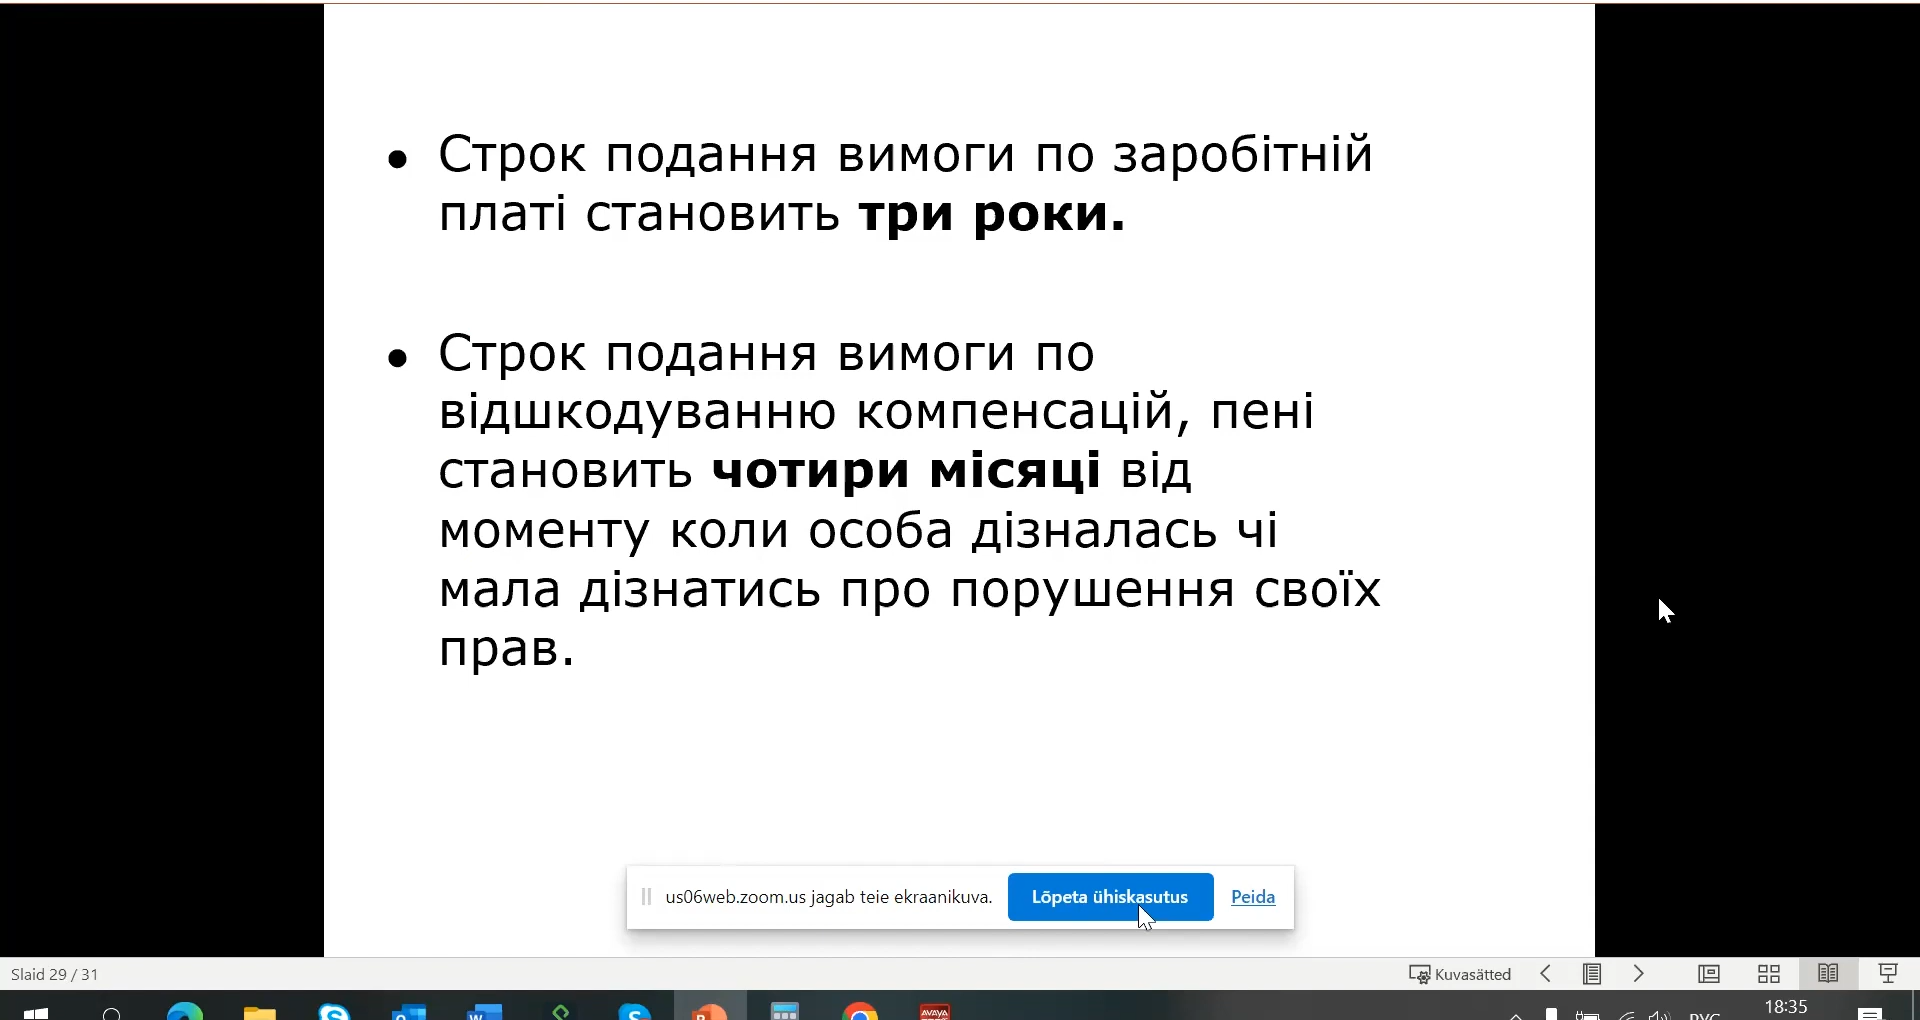 • Строк подання вимоги по заробітній
платі становить три роки.
• Строк подання вимоги по
відшкодуванню компенсацій, пені
становить чотири місяці від
моменту коли особа дізналась чі
мала дізнатись про порушення своїх
прав.
us06web.zoom.us jagab teie ekraanikuva. Lõpeta ühiskasutus Peida
Slaid 29 / 31 Kuvasätted
AVAYA РУС 18:35